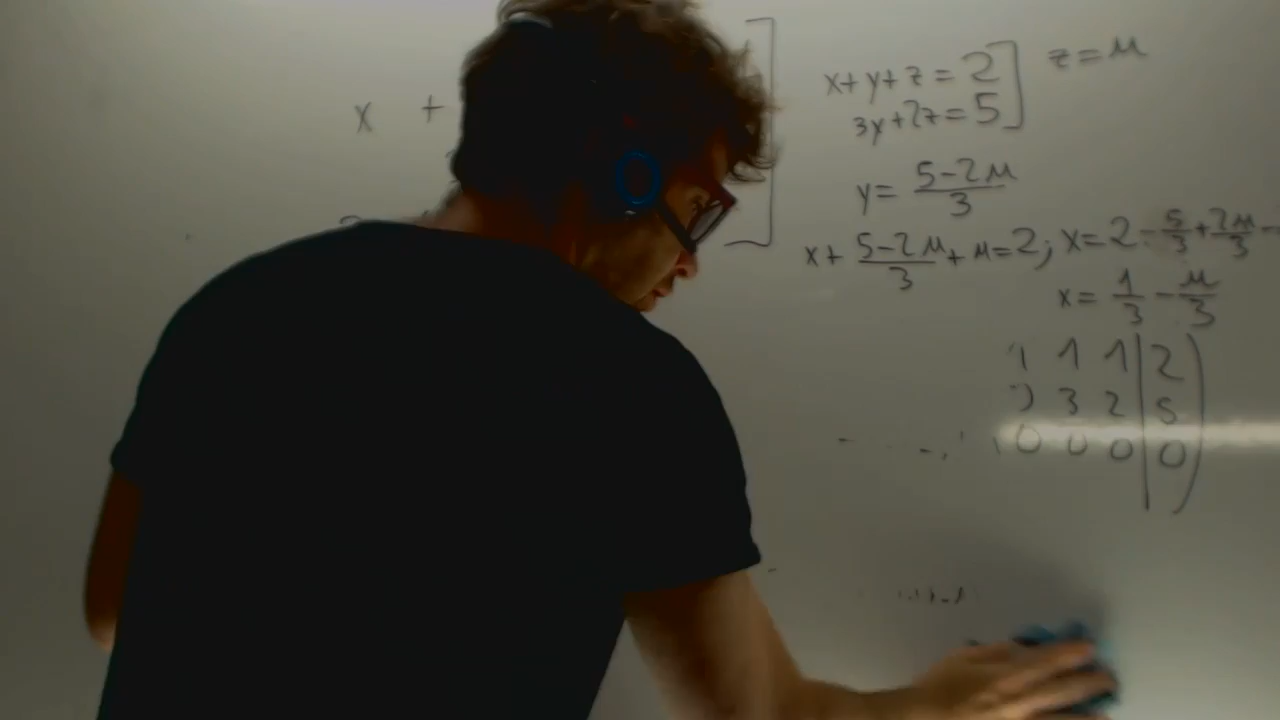 x +
x+y+z=2] z=μ
3y+2z=5
y= 5-2μ/3
x+ 5-2μ/3 +μ=2; x=2-5/3+2μ/3-
x= 1/3 - μ/3
1 1 1|2)
3 2|5
0 0 0|0